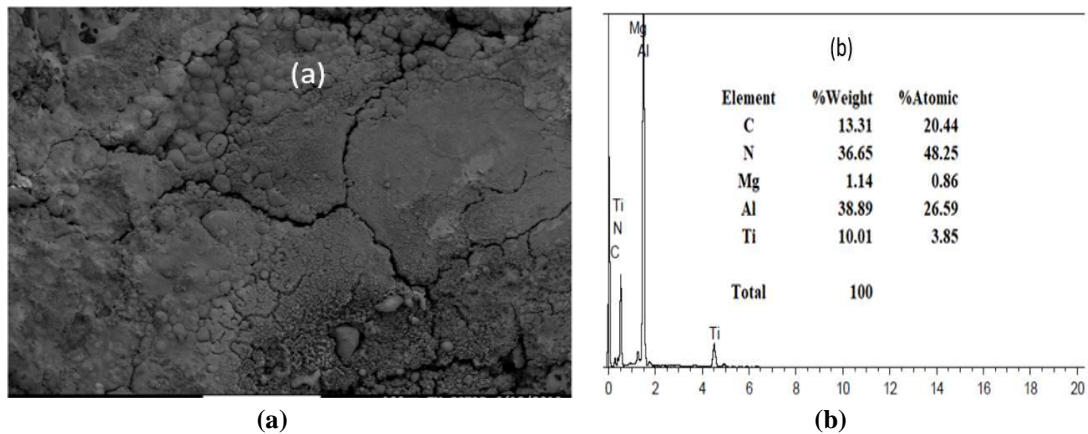 (a)
Mg
Al
(b)
Element %Weight %Atomic
C 13.31 20.44
N 36.65 48.25
Mg 1.14 0.86
Al 38.89 26.59
Ti 10.01 3.85
Total 100
Ti
N
C
Ti
0 2 4 6 8 10 12 14 16 18 20
(a) (b)